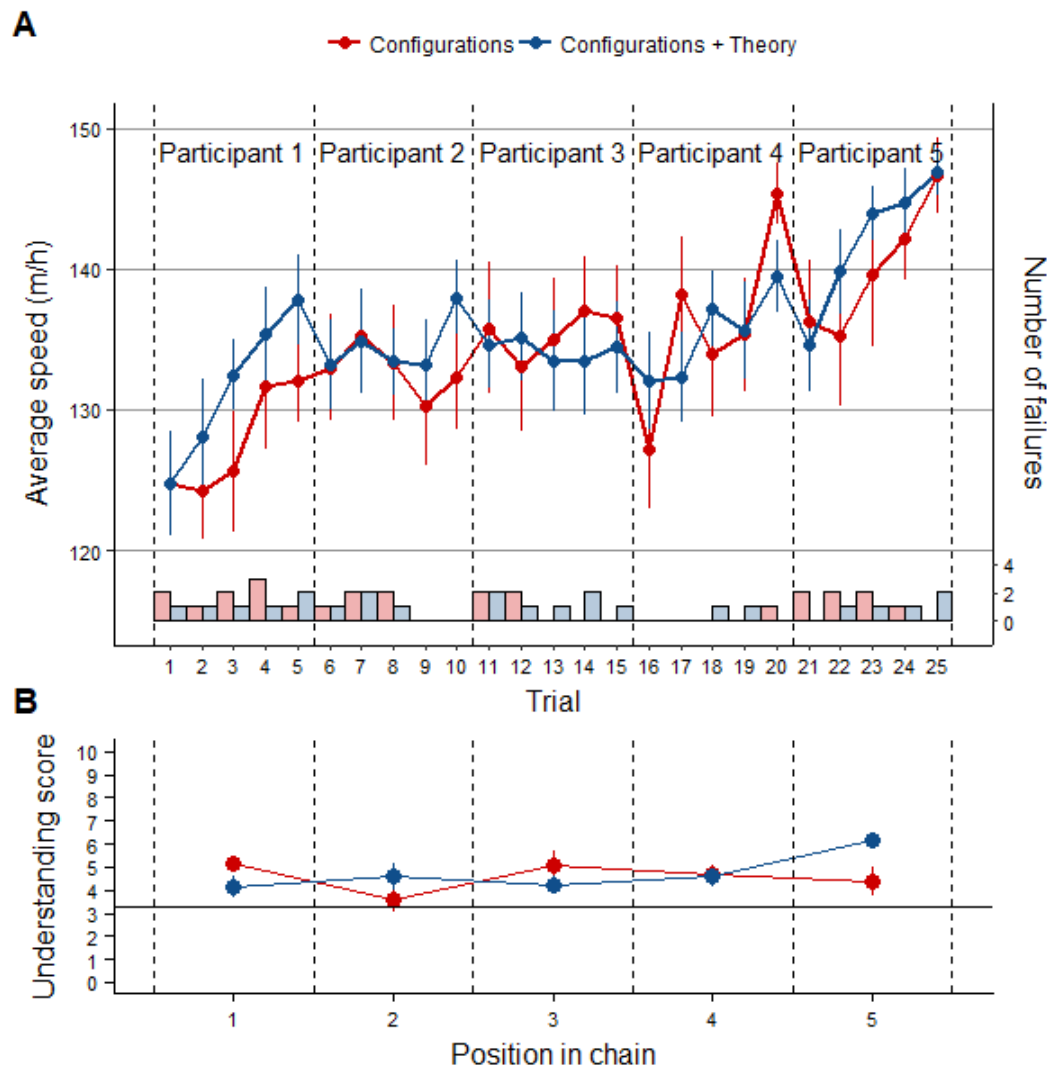 A
Configurations Configurations + Theory
Participant 1 Participant 2 Participant 3 Participant 4 Participant 5
150
140
130
120
Average speed (m/h)
Number of failures
4
2
0
1 2 3 4 5 6 7 8 9 10 11 12 13 14 15 16 17 18 19 20 21 22 23 24 25
Trial
B
Understanding score
10
9
8
7
6
5
4
3
2
1
0
1 2 3 4 5
Position in chain